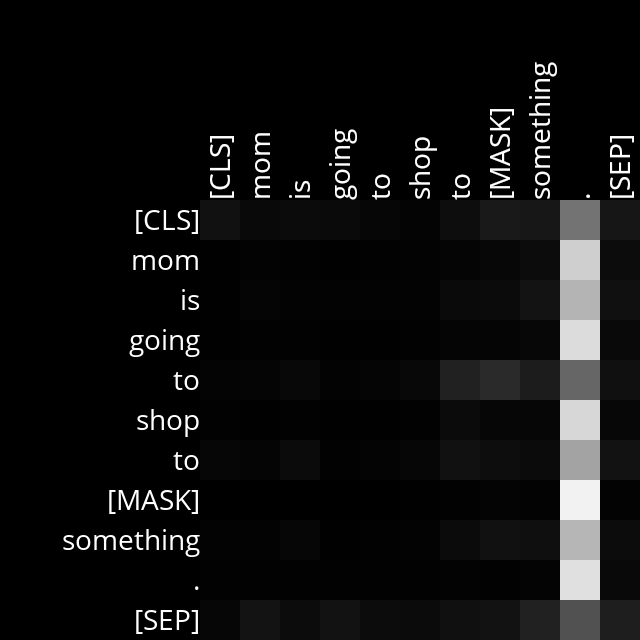 [CLS] mom is going to shop to [MASK] something . [SEP]
[CLS]
mom
is
going
to
shop
to
[MASK]
something
.
[SEP]